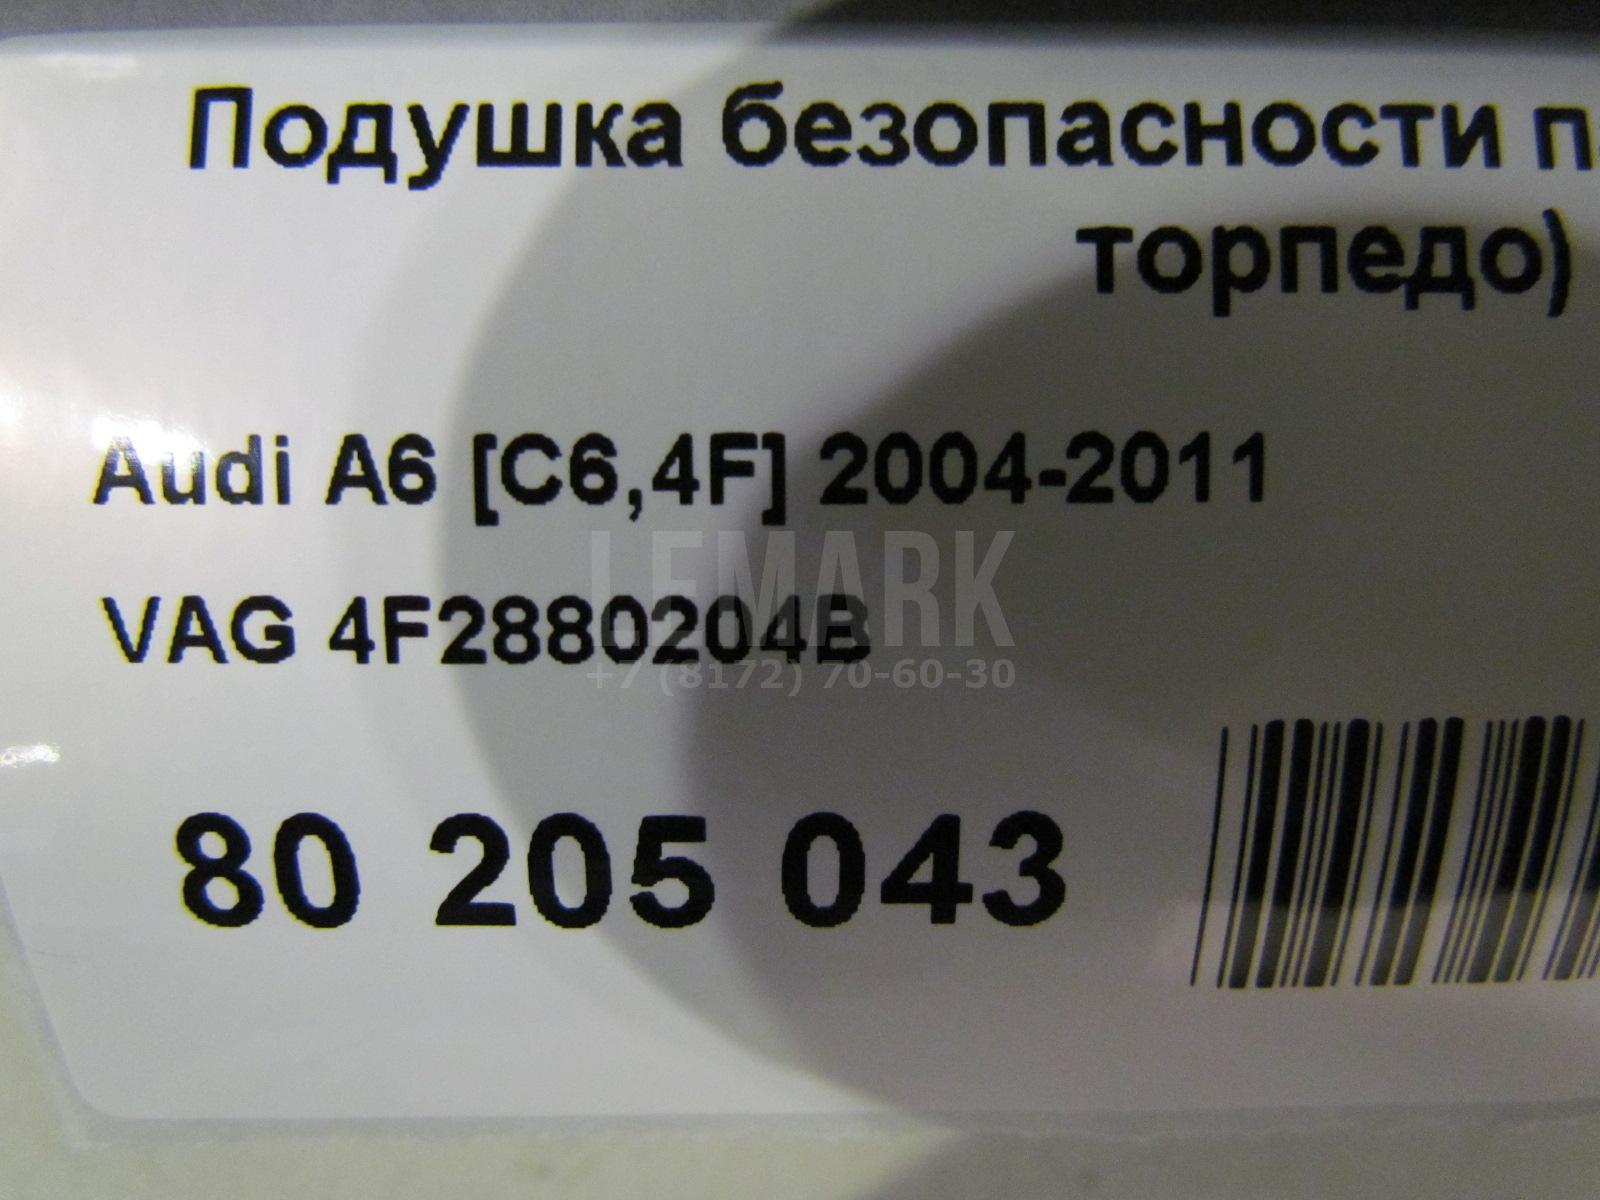 Подушка безопасности п
торпедо)
Audi A6 [C6,4F] 2004-2011
VAG 4F2880204B
LEMARK
+7 (8172) 70-60-30
80 205 043